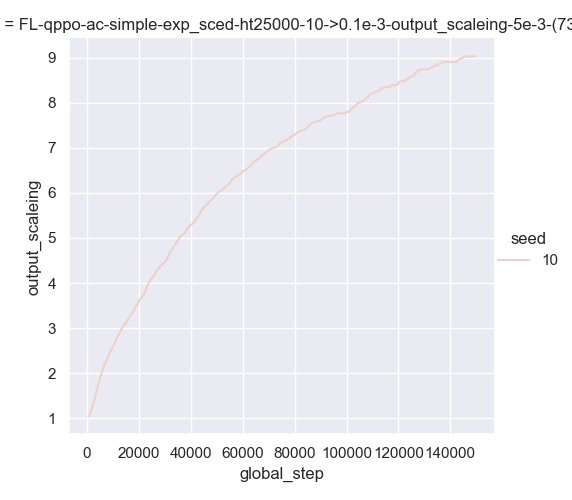 = FL-qppo-ac-simple-exp_sced-ht25000-10->0.1e-3-output_scaleing-5e-3-(73
9
8
7
6
5
4
3
2
1
output_scaleing
seed
10
0 20000 40000 60000 80000 100000 120000 140000
global_step